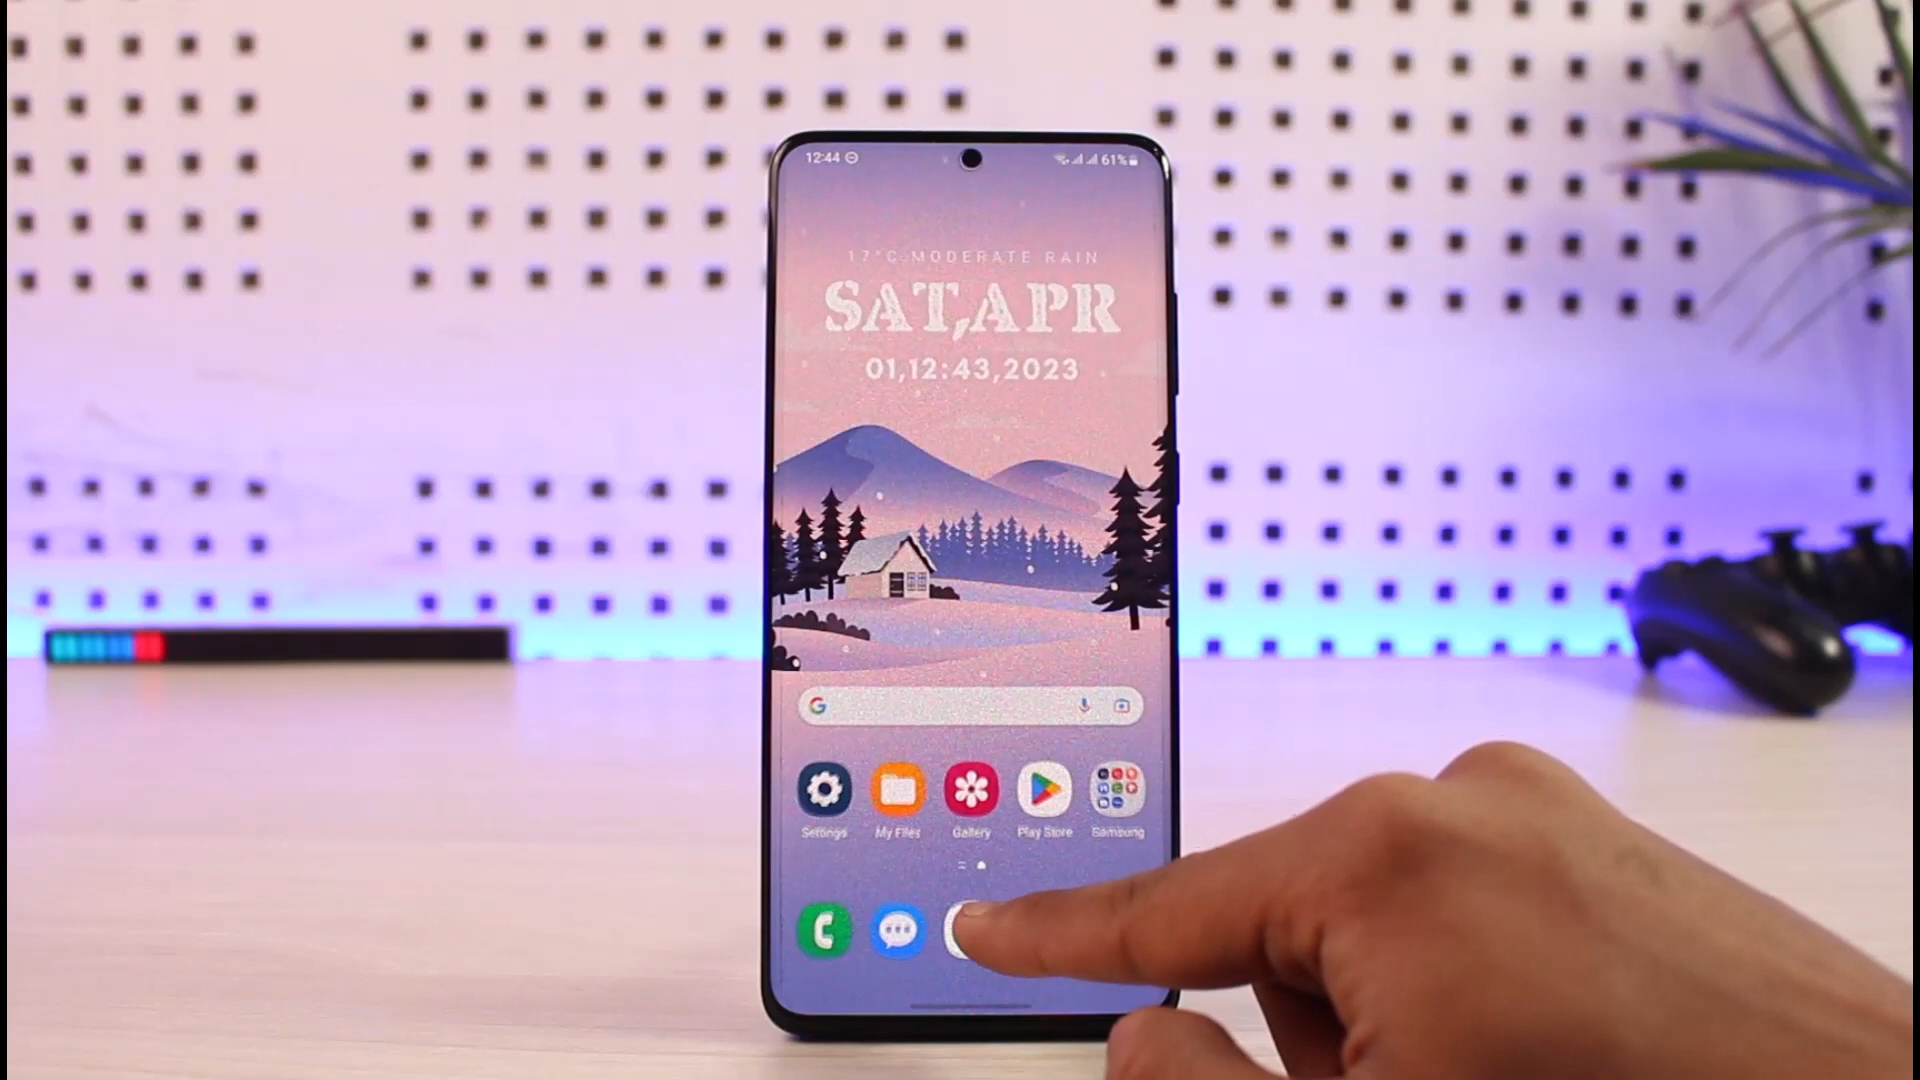 12:44
61%
17°C MODERATE RAIN
SAT,APR
01,12:43,2023
G
Settings
My Files
Gallery
Play Store
Samsung